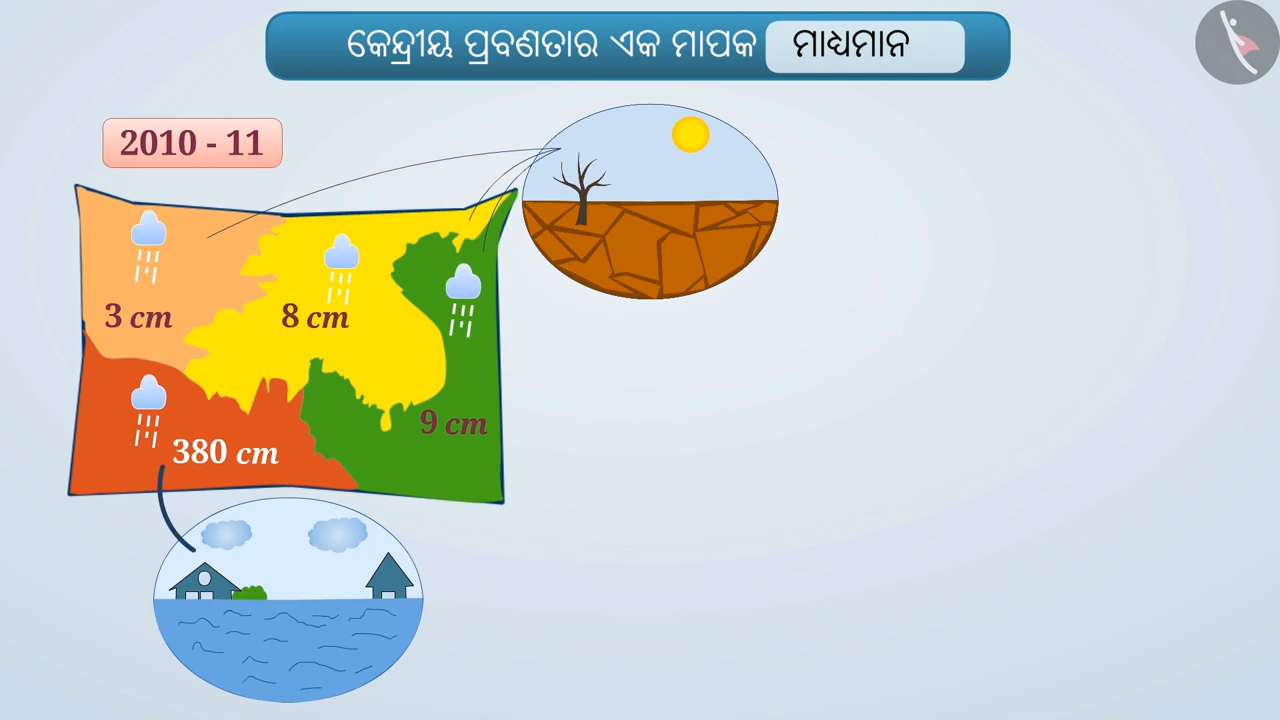 କେନ୍ଦ୍ରୀୟ ପ୍ରବଣତାର ଏକ ମାପକ ମାଧ୍ୟମାନ
2010 - 11
3 cm
8 cm
9 cm
380 cm